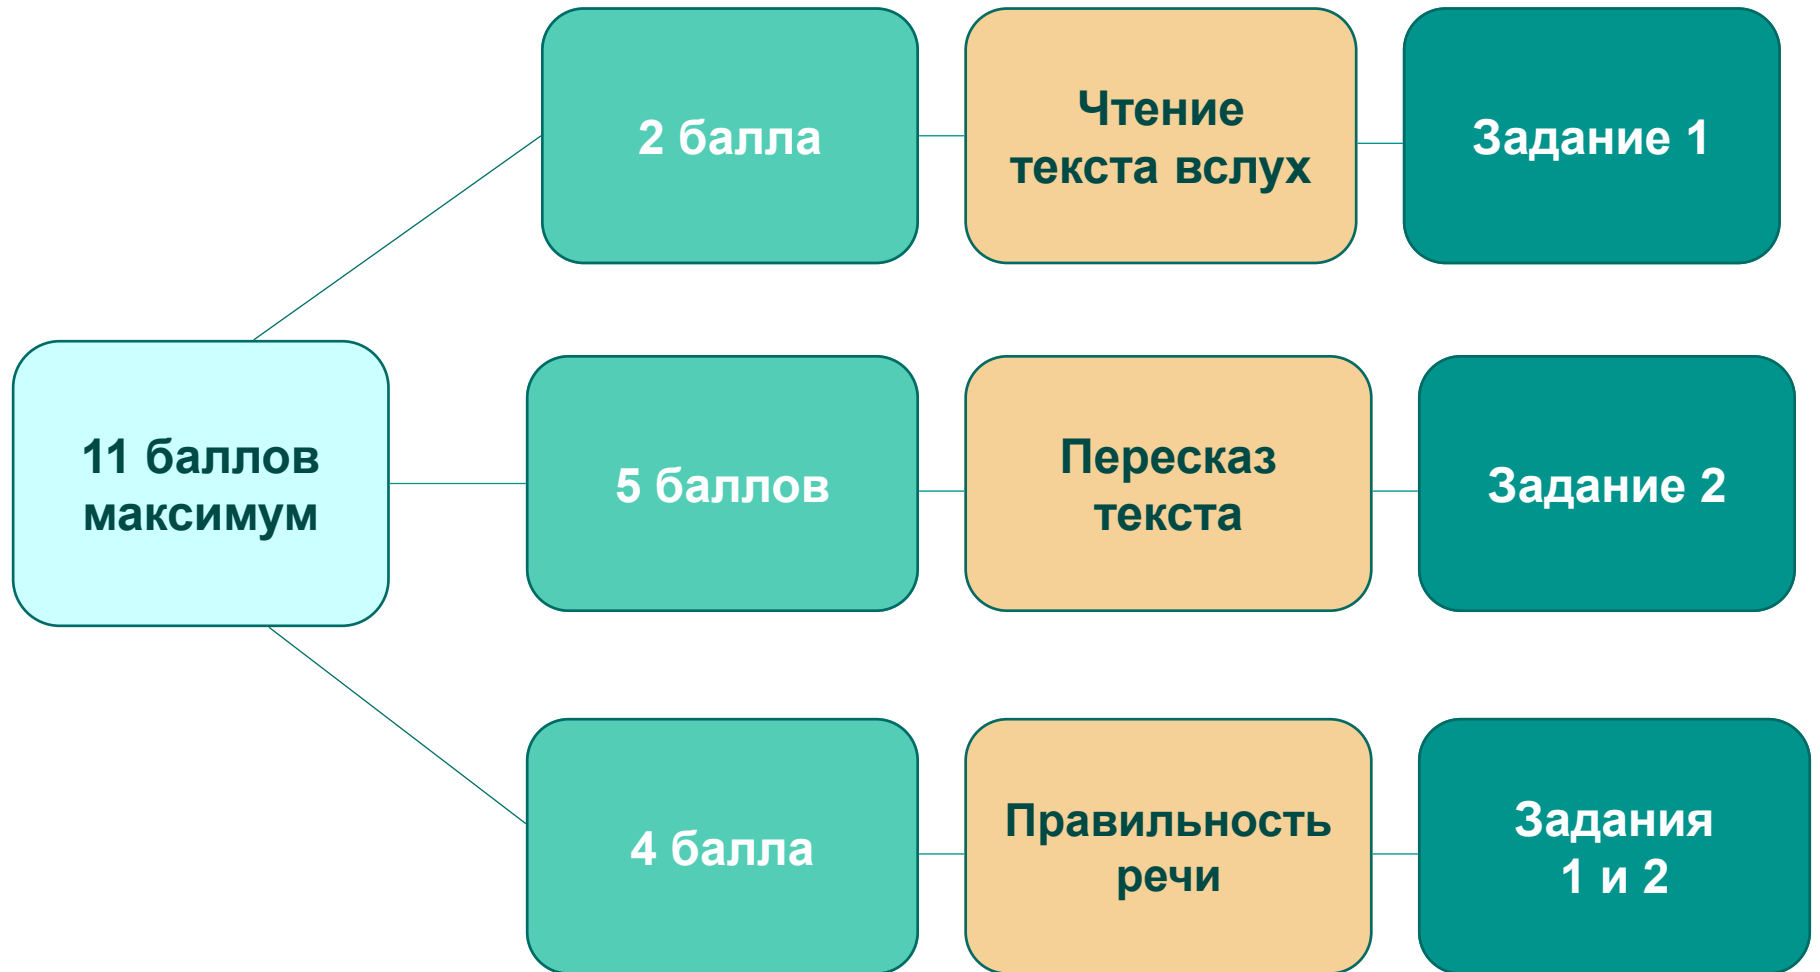 2 балла
Чтение
текста вслух
Задание 1
11 баллов
максимум
5 баллов
Пересказ
текста
Задание 2
4 балла
Правильность
речи
Задания
1 и 2